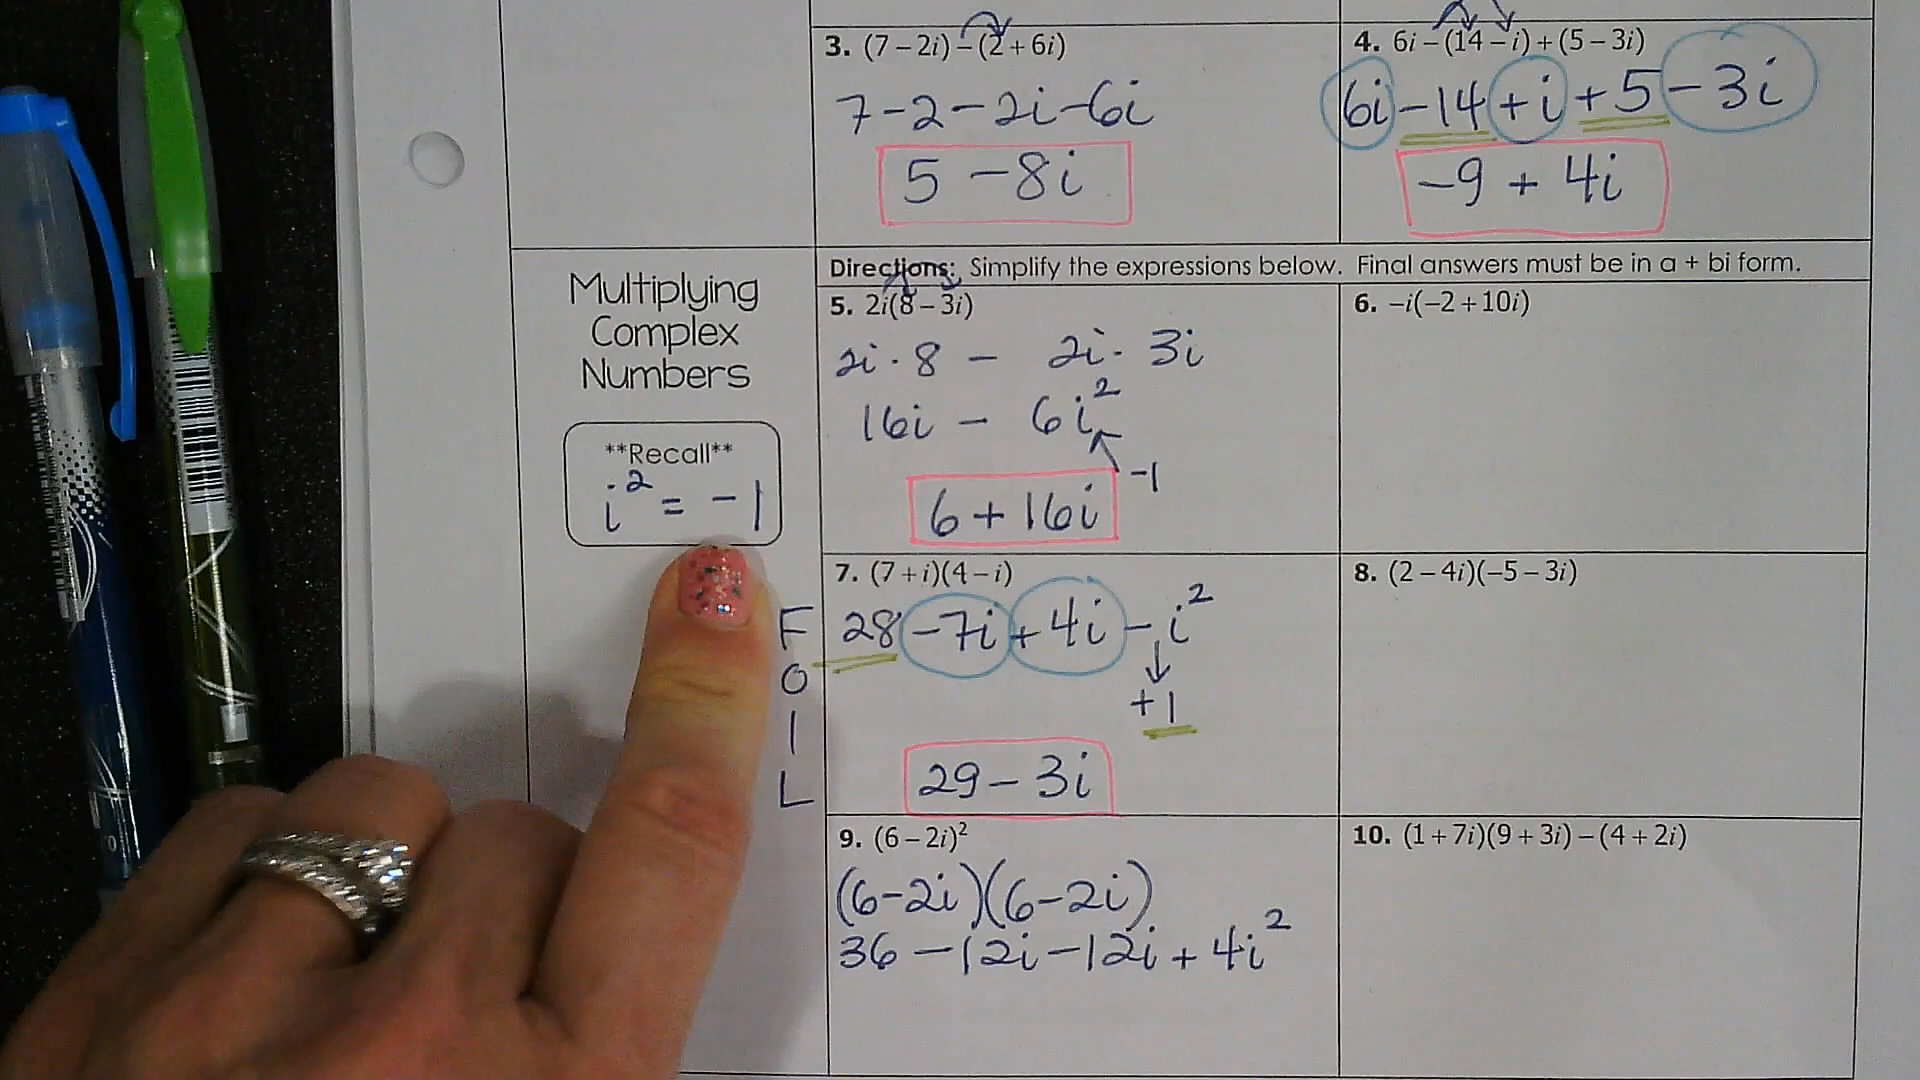 3. (7 – 2i) – (2 + 6i)
7 - 2 - 2i - 6i
5 - 8i
4. 6i – (14 – i) + (5 – 3i)
6i - 14 + i + 5 - 3i
-9 + 4i
Multiplying
Complex
Numbers
**Recall**
i² = -1
Directions: Simplify the expressions below. Final answers must be in a + bi form.
5. 2i(8 – 3i)
2i · 8 - 2i · 3i
16i - 6i²
-1
6 + 16i
6. –i(–2 + 10i)
F
O
I
L
7. (7 + i)(4 – i)
28 - 7i + 4i - i²
+1
29 - 3i
8. (2 – 4i)(–5 – 3i)
9. (6 – 2i)²
(6 - 2i)(6 - 2i)
36 - 12i - 12i + 4i²
10. (1 + 7i)(9 + 3i) – (4 + 2i)